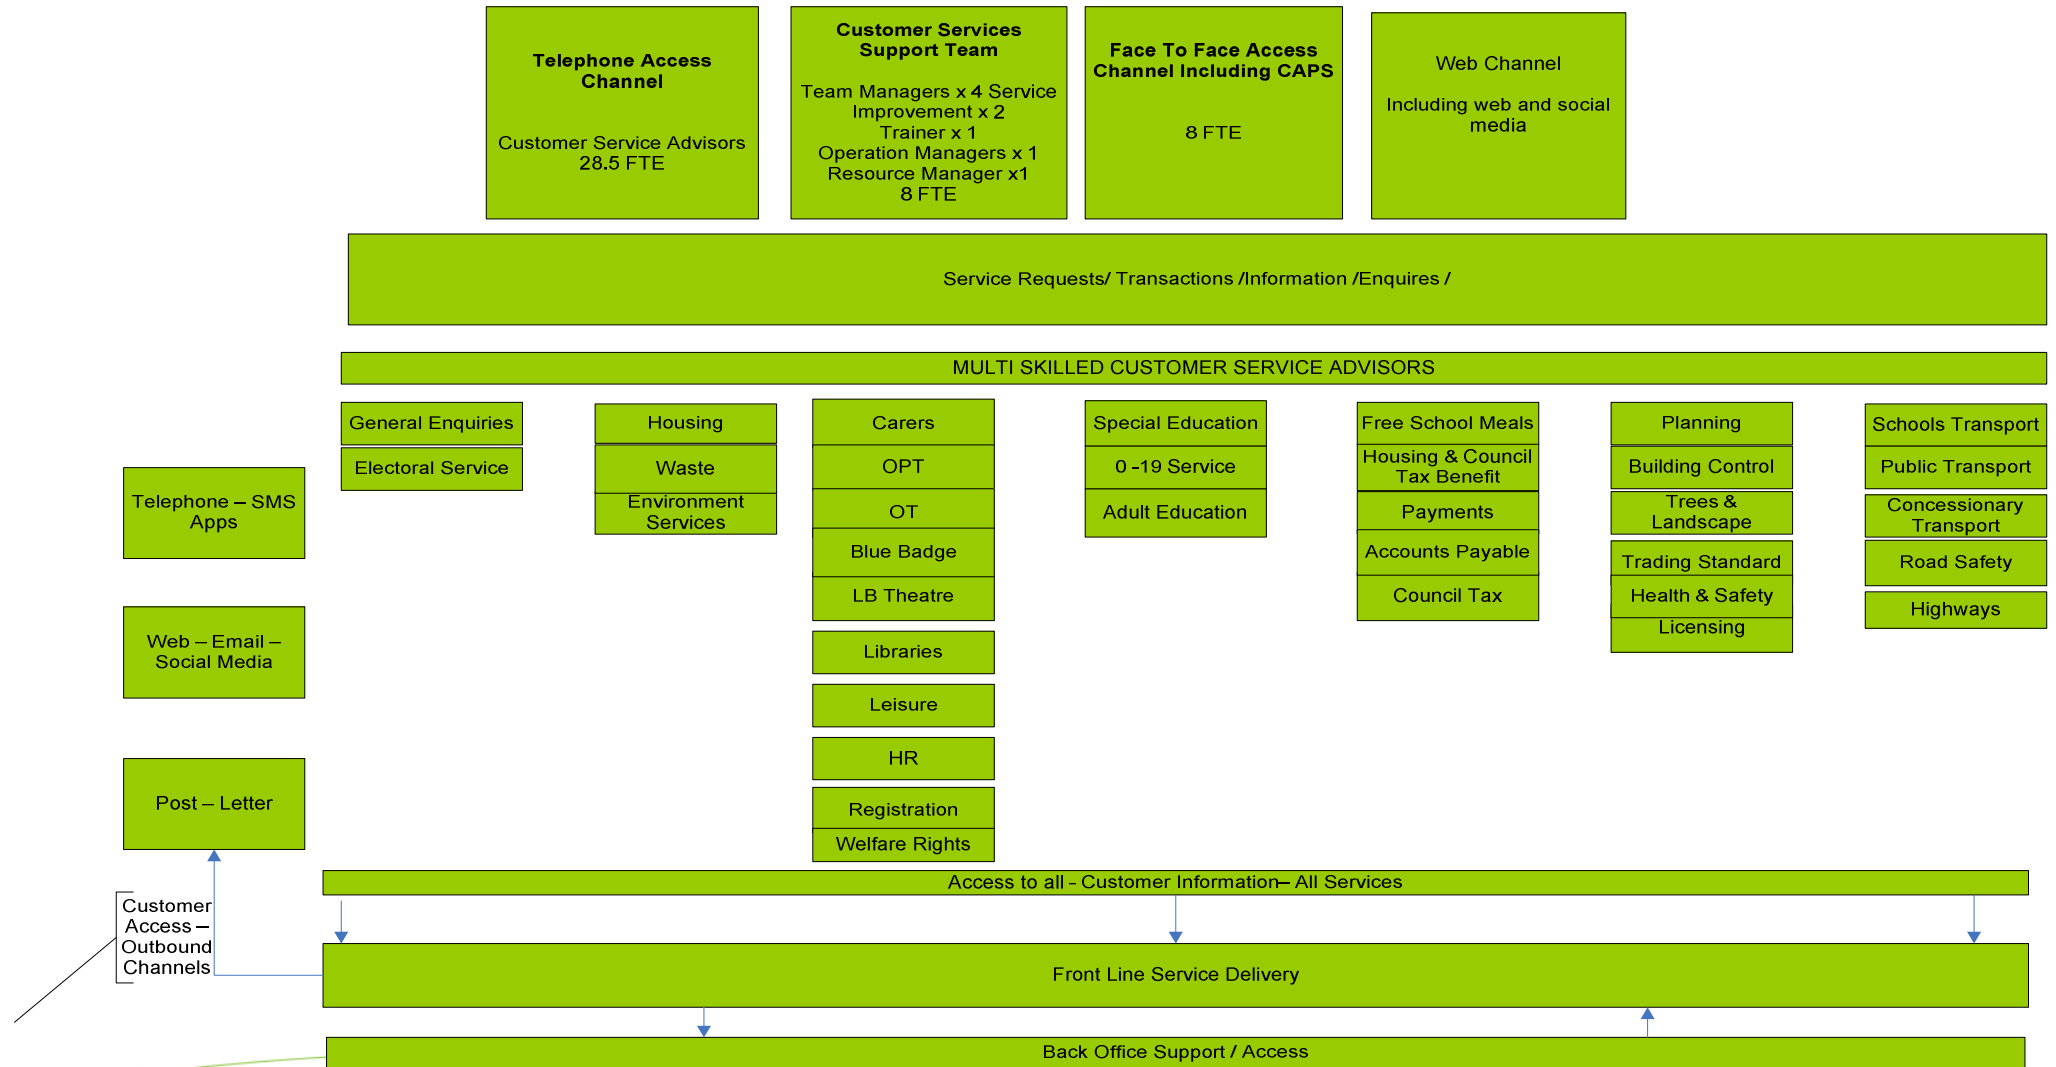 Telephone Access
Channel
Customer Service Advisors
28.5 FTE
Customer Services
Support Team
Team Managers x 4 Service
Improvement x 2
Trainer x 1
Operation Managers x 1
Resource Manager x1
8 FTE
Face To Face Access
Channel Including CAPS
8 FTE
Web Channel
Including web and social
media
Service Requests/ Transactions /Information /Enquires /
MULTI SKILLED CUSTOMER SERVICE ADVISORS
General Enquiries
Electoral Service
Housing
Waste
Environment
Services
Carers
OPT
OT
Blue Badge
LB Theatre
Libraries
Leisure
HR
Registration
Welfare Rights
Special Education
0 -19 Service
Adult Education
Free School Meals
Housing & Council
Tax Benefit
Payments
Accounts Payable
Council Tax
Planning
Building Control
Trees &
Landscape
Trading Standard
Health & Safety
Licensing
Schools Transport
Public Transport
Concessionary
Transport
Road Safety
Highways
Telephone – SMS
Apps
Web – Email –
Social Media
Post – Letter
Access to all - Customer Information– All Services
Customer
Access –
Outbound
Channels
Front Line Service Delivery
Back Office Support / Access